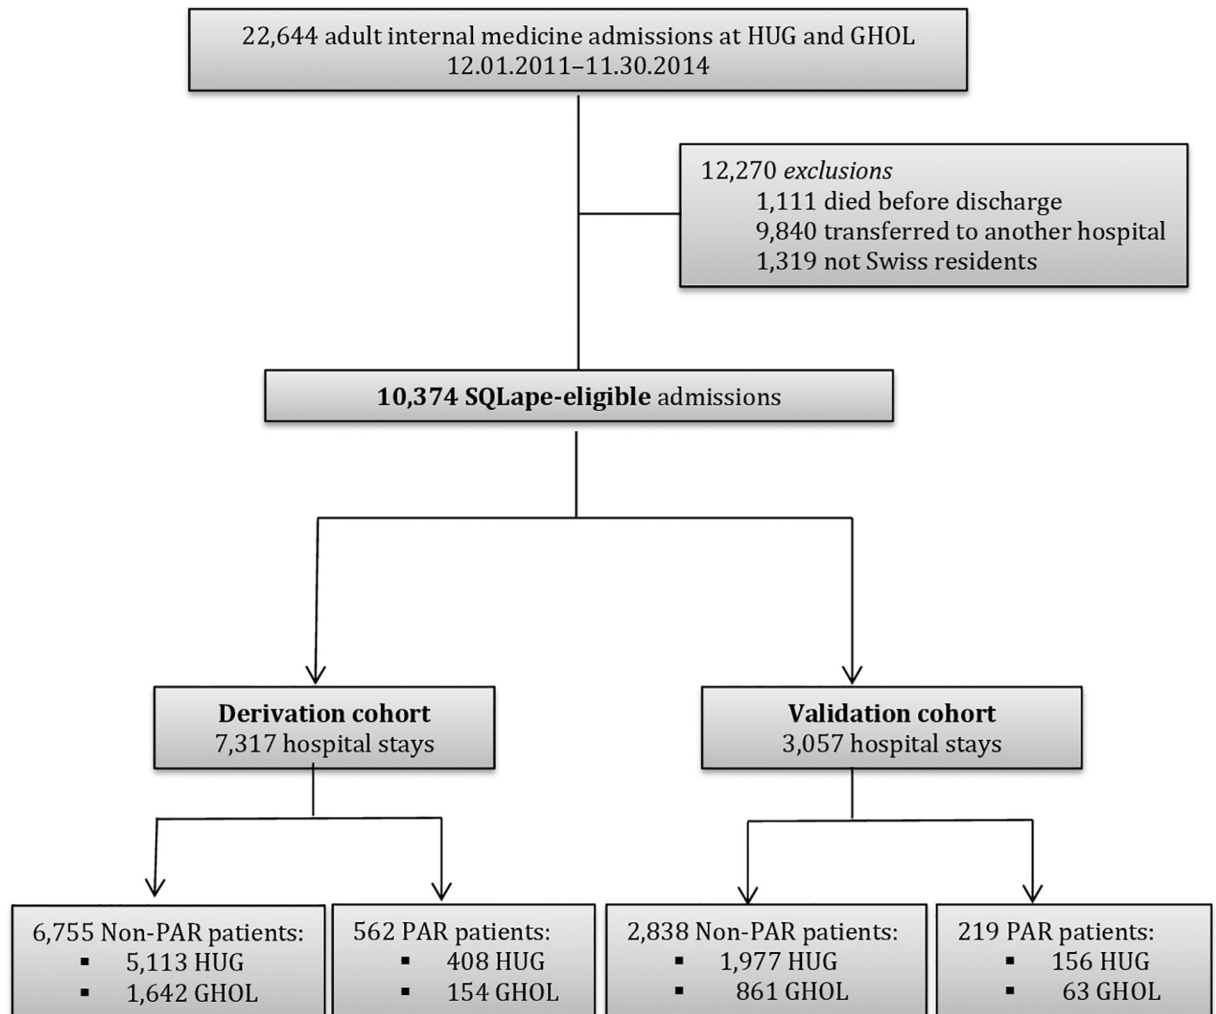 22,644 adult internal medicine admissions at HUG and GHOL
12.01.2011–11.30.2014
12,270 exclusions
1,111 died before discharge
9,840 transferred to another hospital
1,319 not Swiss residents
10,374 SQLape-eligible admissions
Derivation cohort
7,317 hospital stays
Validation cohort
3,057 hospital stays
6,755 Non-PAR patients:
▪ 5,113 HUG
▪ 1,642 GHOL
562 PAR patients:
▪ 408 HUG
▪ 154 GHOL
2,838 Non-PAR patients:
▪ 1,977 HUG
▪ 861 GHOL
219 PAR patients:
▪ 156 HUG
▪ 63 GHOL